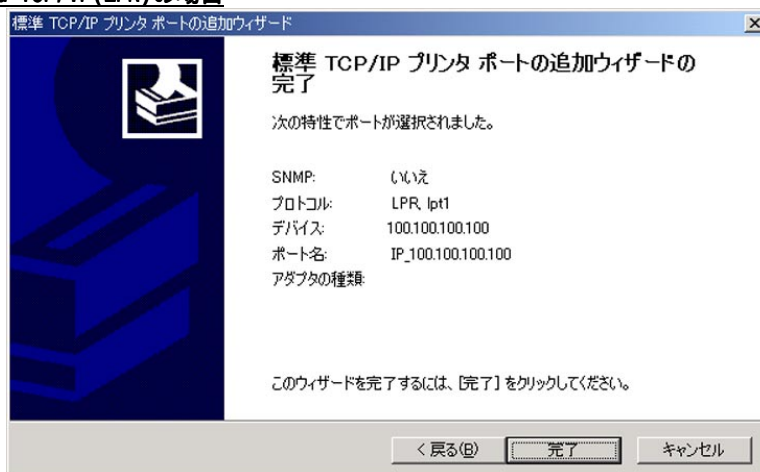 TCP/IP(LPR)の場合
標準 TCP/IP プリンタ ポートの追加ウィザード
標準 TCP/IP プリンタ ポートの追加ウィザードの
完了
次の特性でポートが選択されました。
SNMP: いいえ
プロトコル: LPR, lpt1
デバイス: 100.100.100.100
ポート名: IP_100.100.100.100
アダプタの種類:
このウィザードを完了するには、[完了] をクリックしてください。
< 戻る(B) 完了 キャンセル